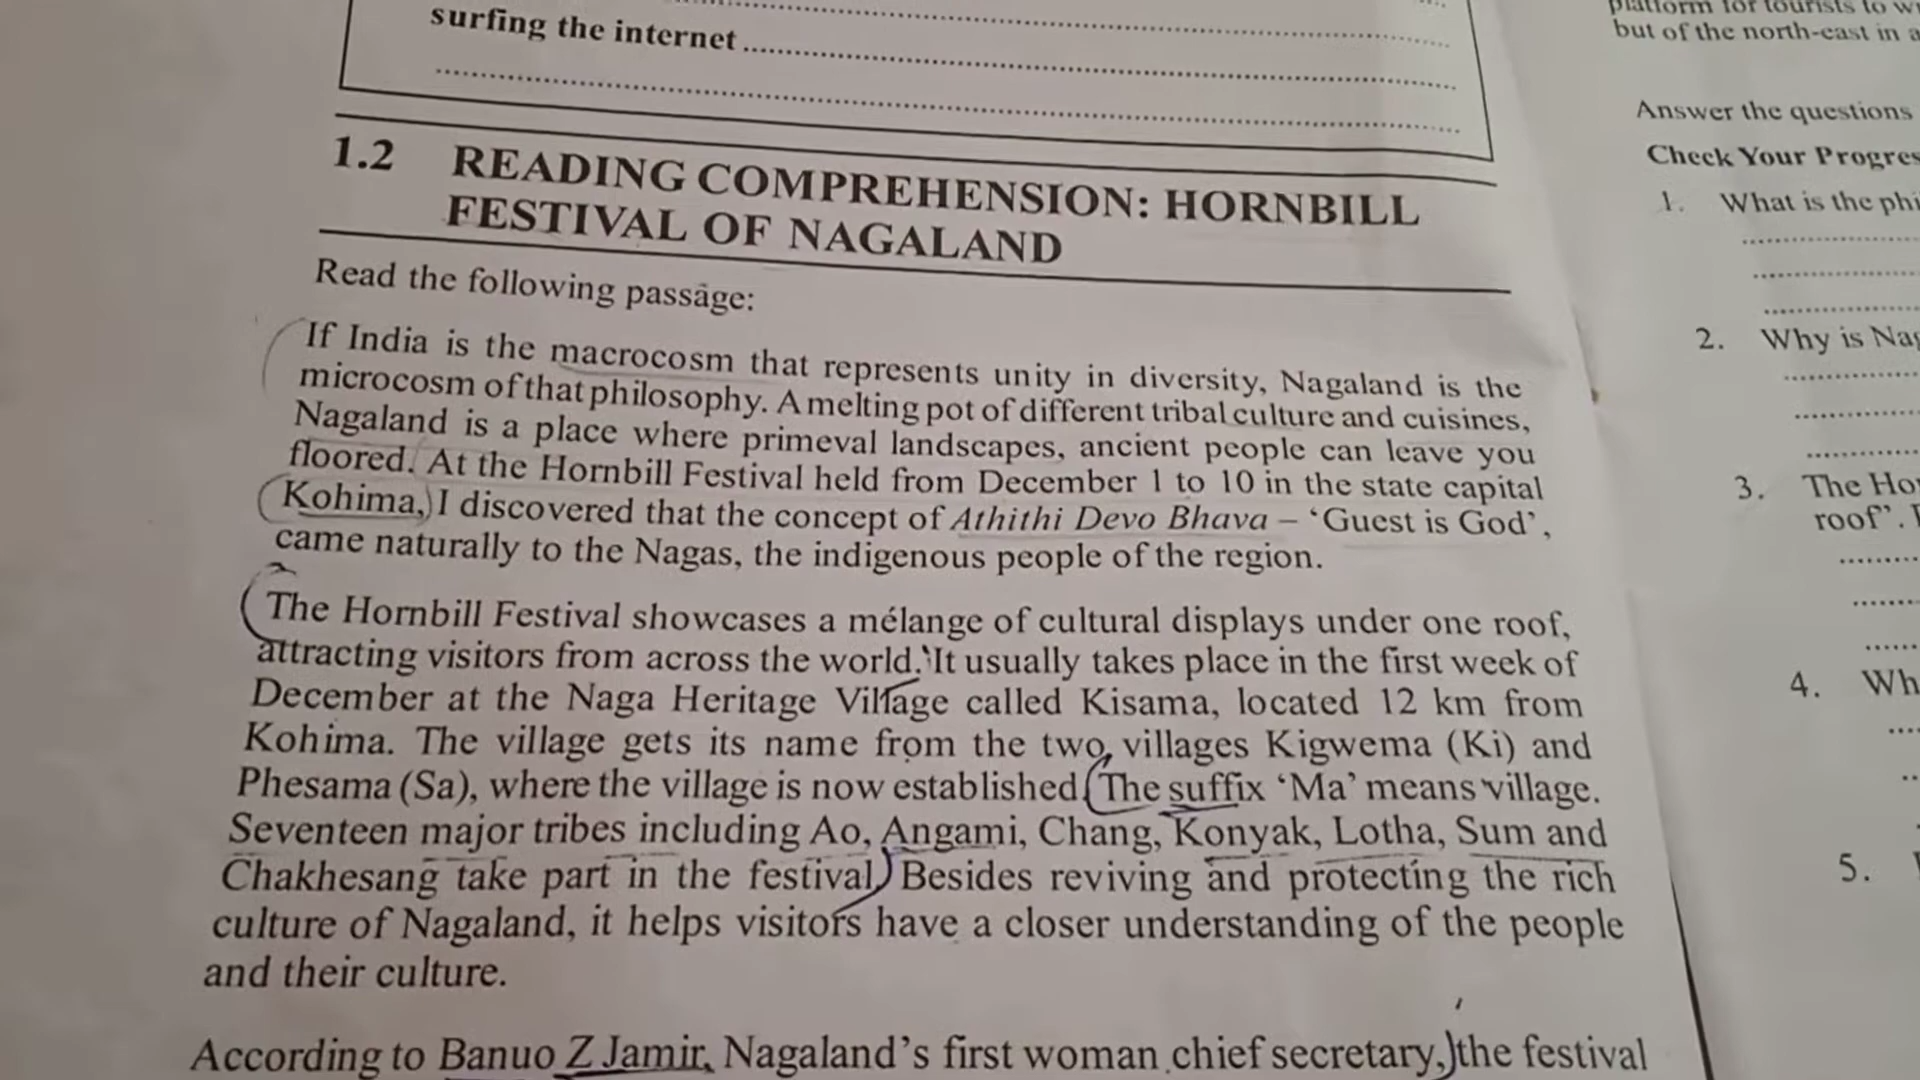 surfing the internet
1.2 READING COMPREHENSION: HORNBILL
FESTIVAL OF NAGALAND
Read the following passage:
If India is the macrocosm that represents unity in diversity, Nagaland is the
microcosm of that philosophy. A melting pot of different tribal culture and cuisines,
Nagaland is a place where primeval landscapes, ancient people can leave you
floored. At the Hornbill Festival held from December 1 to 10 in the state capital
Kohima, I discovered that the concept of Athithi Devo Bhava – ‘Guest is God’,
came naturally to the Nagas, the indigenous people of the region.
The Hornbill Festival showcases a mélange of cultural displays under one roof,
attracting visitors from across the world. It usually takes place in the first week of
December at the Naga Heritage Village called Kisama, located 12 km from
Kohima. The village gets its name from the two villages Kigwema (Ki) and
Phesama (Sa), where the village is now established. The suffix ‘Ma’ means village.
Seventeen major tribes including Ao, Angami, Chang, Konyak, Lotha, Sum and
Chakhesang take part in the festival. Besides reviving and protecting the rich
culture of Nagaland, it helps visitors have a closer understanding of the people
and their culture.
According to Banuo Z Jamir, Nagaland’s first woman chief secretary, the festival
platform for tourists to
but of the north-east in a
Answer the questions
Check Your
1. What is the
2. Why is
3. The
roof”.
4.
5.